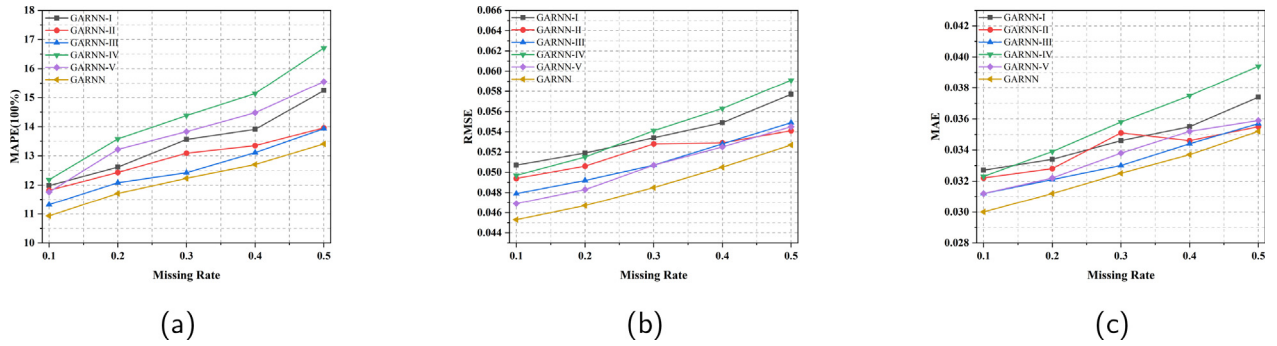 18
17
16
15
14
13
12
11
10
MAPE(100%)
GARNN-I
GARNN-II
GARNN-III
GARNN-IV
GARNN-V
GARNN
0.1 0.2 0.3 0.4 0.5
Missing Rate
(a)
0.066
0.064
0.062
0.060
0.058
0.056
0.054
0.052
0.050
0.048
0.046
0.044
RMSE
GARNN-I
GARNN-II
GARNN-III
GARNN-IV
GARNN-V
GARNN
0.1 0.2 0.3 0.4 0.5
Missing Rate
(b)
0.042
0.040
0.038
0.036
0.034
0.032
0.030
0.028
MAE
GARNN-I
GARNN-II
GARNN-III
GARNN-IV
GARNN-V
GARNN
0.1 0.2 0.3 0.4 0.5
Missing Rate
(c)